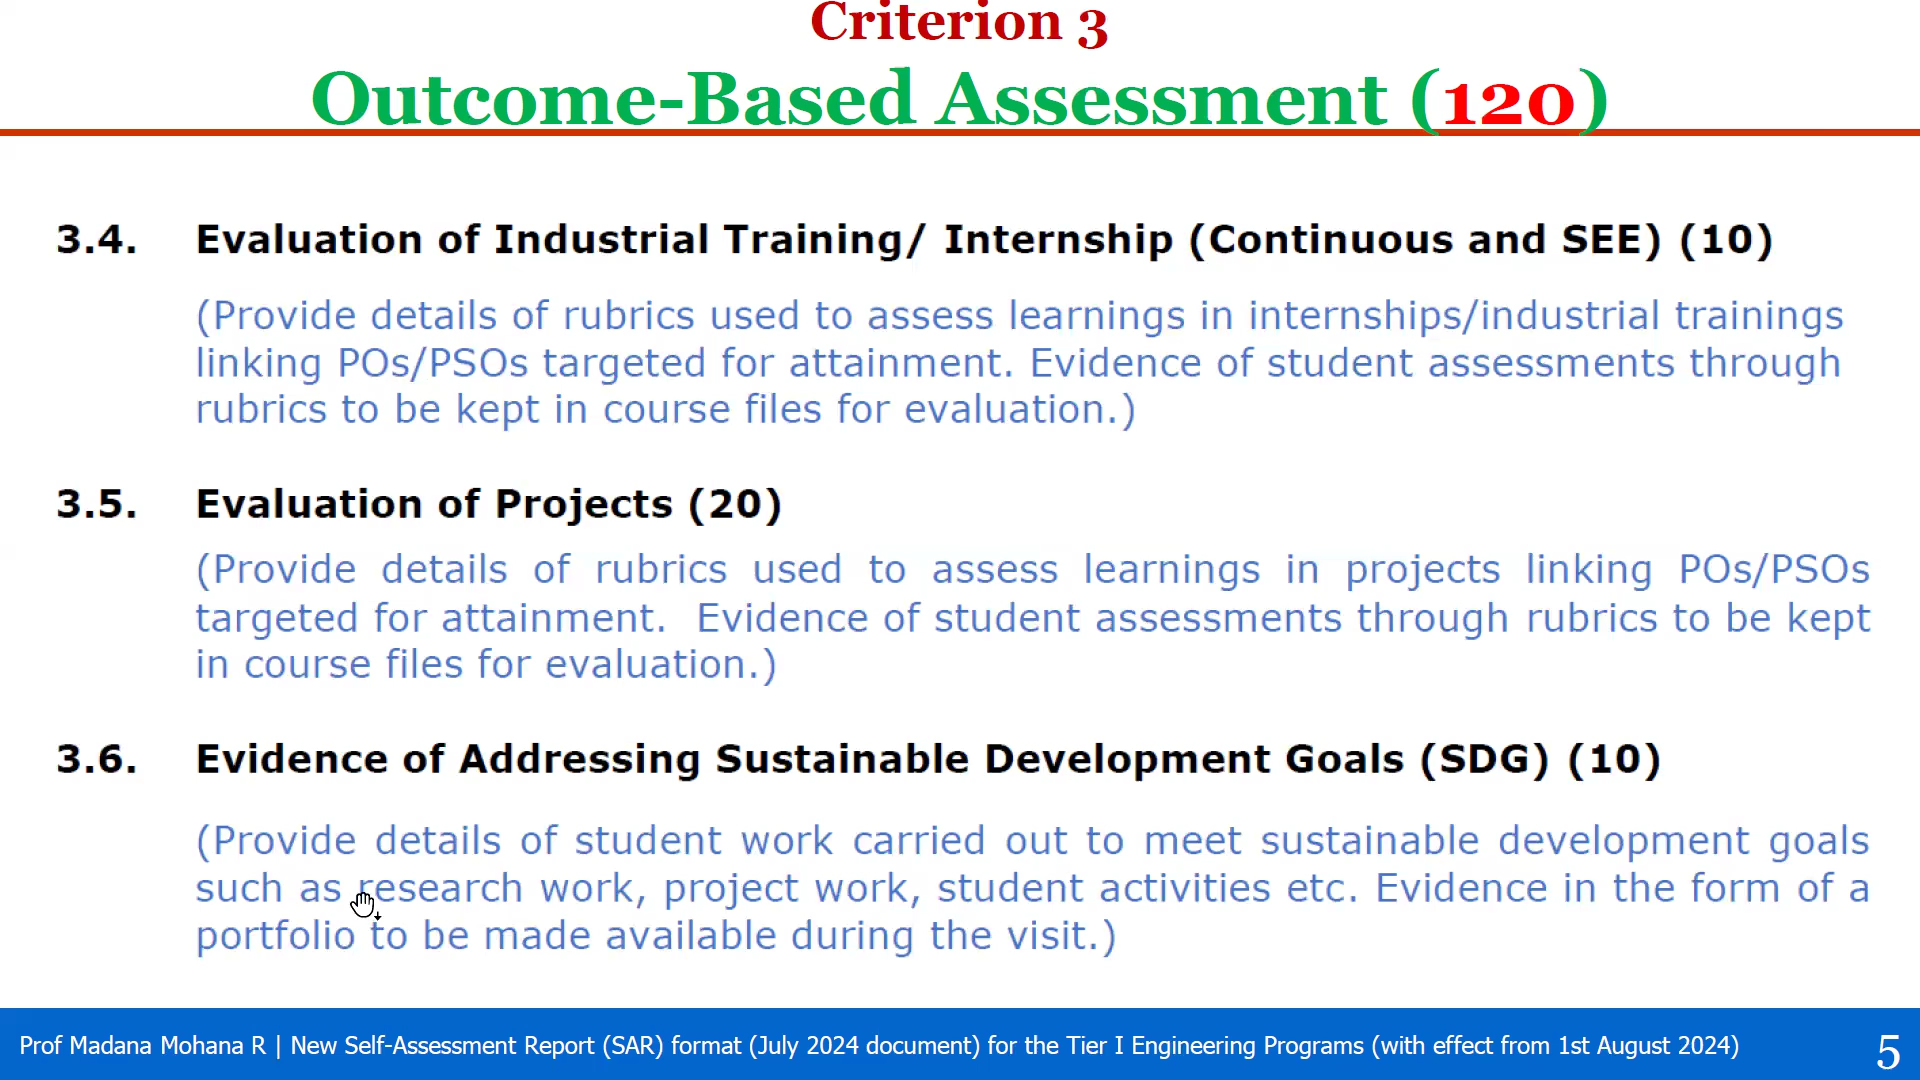 Criterion 3
Outcome-Based Assessment (120)
3.4. Evaluation of Industrial Training/ Internship (Continuous and SEE) (10)
(Provide details of rubrics used to assess learnings in internships/industrial trainings
linking POs/PSOs targeted for attainment. Evidence of student assessments through
rubrics to be kept in course files for evaluation.)
3.5. Evaluation of Projects (20)
(Provide details of rubrics used to assess learnings in projects linking POs/PSOs
targeted for attainment. Evidence of student assessments through rubrics to be kept
in course files for evaluation.)
3.6. Evidence of Addressing Sustainable Development Goals (SDG) (10)
(Provide details of student work carried out to meet sustainable development goals
such as research work, project work, student activities etc. Evidence in the form of a
portfolio to be made available during the visit.)
Prof Madana Mohana R | New Self-Assessment Report (SAR) format (July 2024 document) for the Tier I Engineering Programs (with effect from 1st August 2024) 5